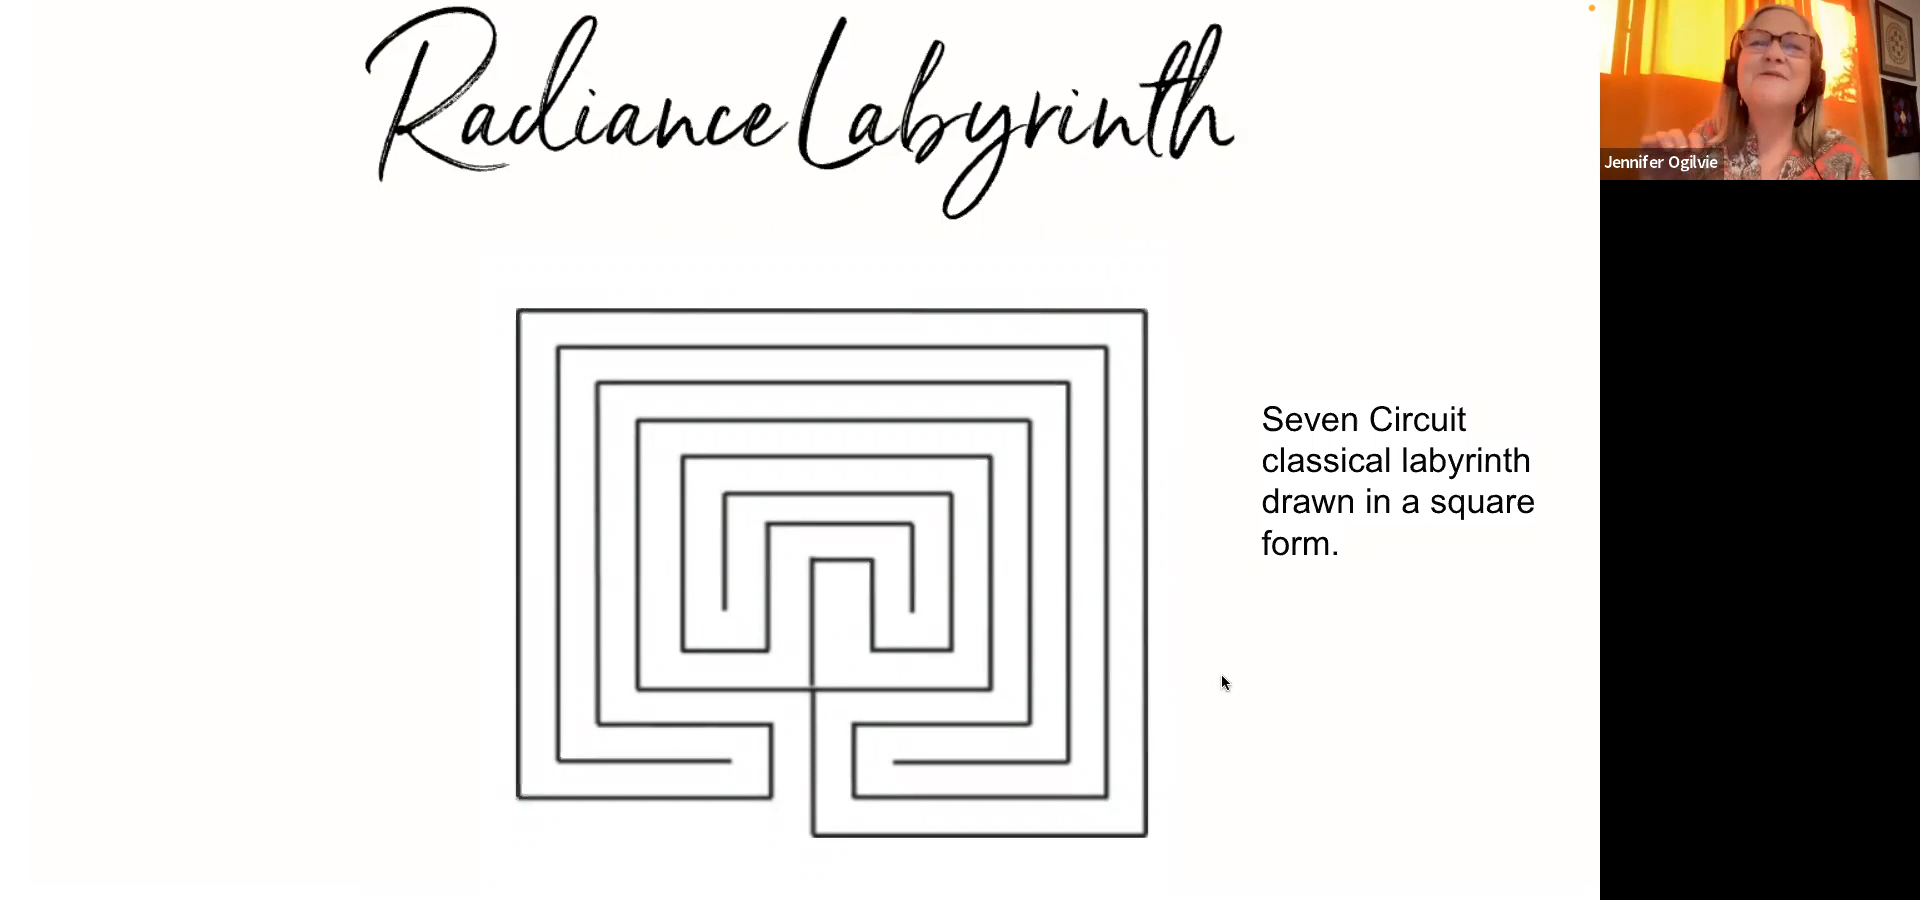 Radiance Labyrinth
Seven Circuit
classical labyrinth
drawn in a square
form.
Jennifer Ogilvie